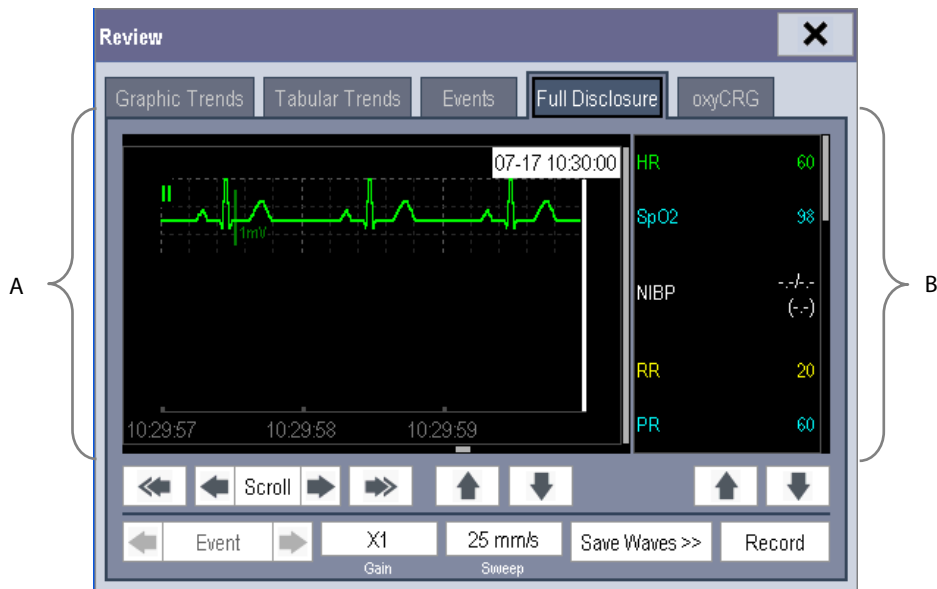 Review
Graphic Trends Tabular Trends Events Full Disclosure oxyCRG
A
07-17 10:30:00
II
1mV
10:29:57 10:29:58 10:29:59
HR 60
SpO2 98
NIBP -.-/-.-
(-.-)
RR 20
PR 60
B
Scroll
Event X1 25 mm/s Save Waves >> Record
Gain Sweep